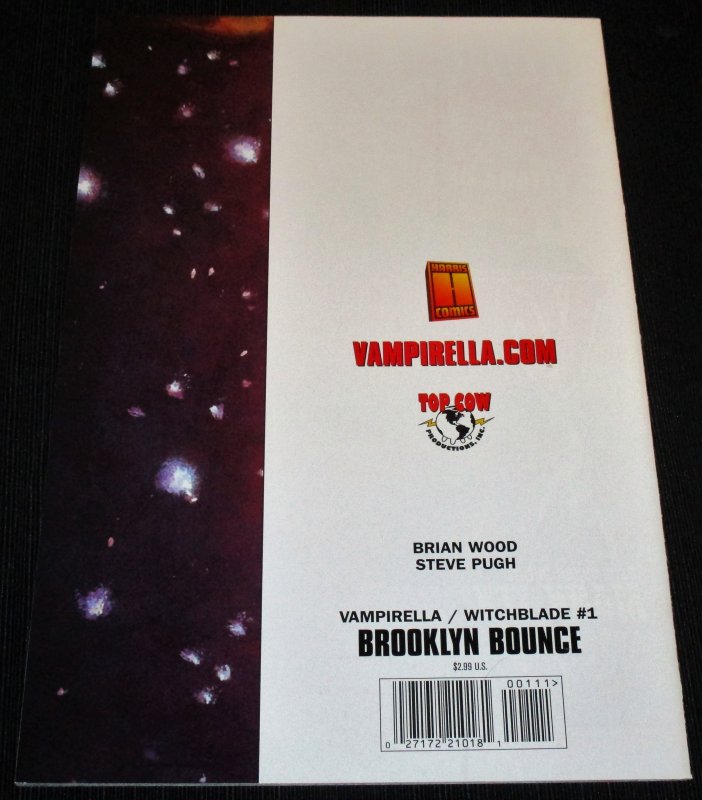 HARRIS
H
COMICS
VAMPIRELLA.COM
TOP COW
PRODUCTIONS, INC.
BRIAN WOOD
STEVE PUGH
VAMPIRELLA / WITCHBLADE #1
BROOKLYN BOUNCE
$2.99 U.S.
00111>
0 27172 21018 1